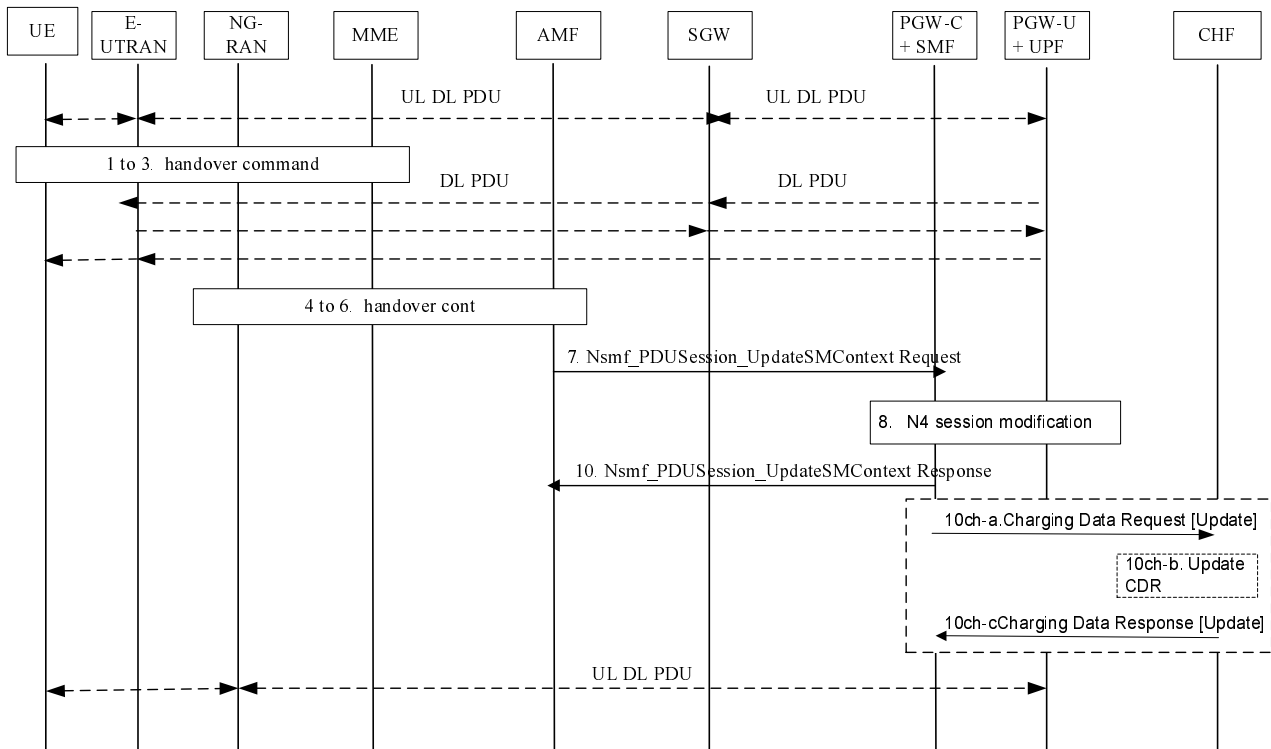 UE
E-
UTRAN
NG-
RAN
MME
AMF
SGW
PGW-C
+ SMF
PGW-U
+ UPF
CHF
UL DL PDU
UL DL PDU
1 to 3. handover command
DL PDU
DL PDU
4 to 6. handover cont
7. Nsmf_PDUSession_UpdateSMContext Request
8. N4 session modification
10. Nsmf_PDUSession_UpdateSMContext Response
10ch-a.Charging Data Request [Update]
10ch-b. Update
CDR
10ch-cCharging Data Response [Update]
UL DL PDU